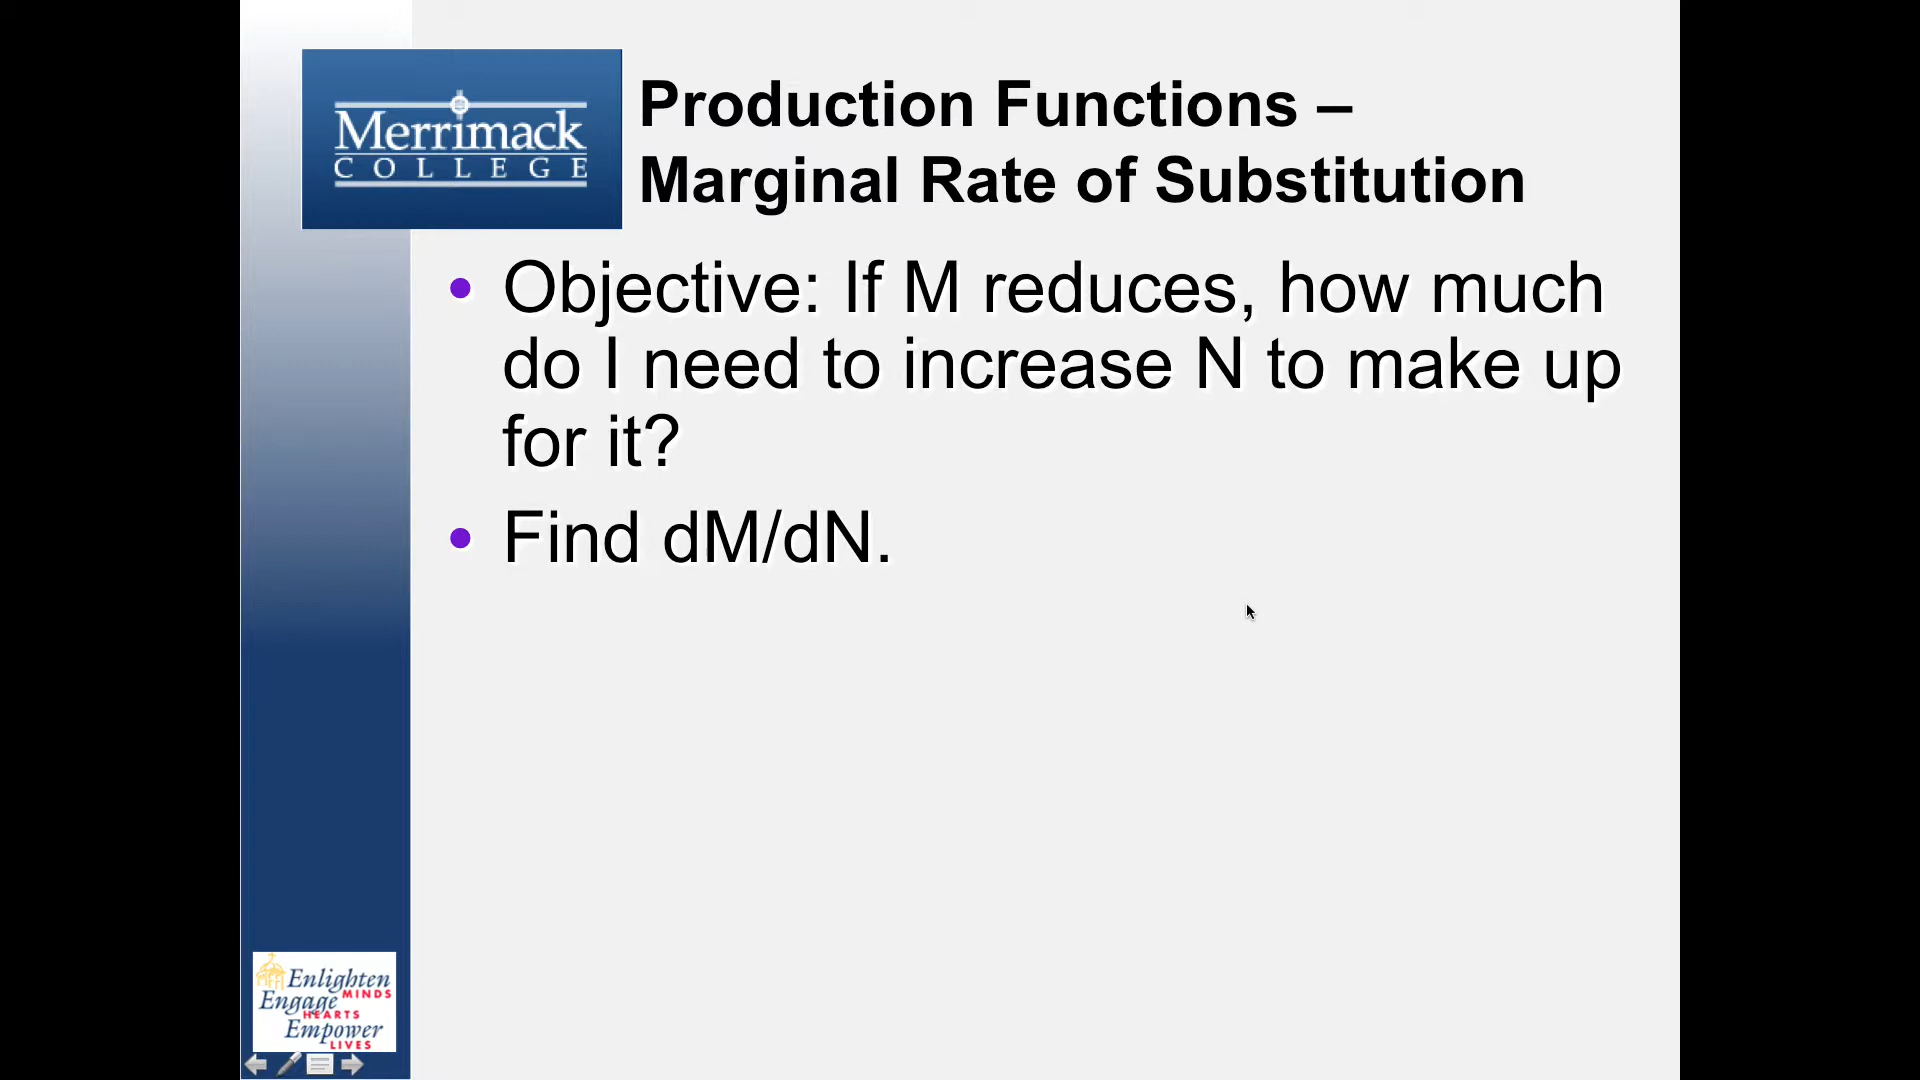 Merrimack
COLLEGE
Production Functions –
Marginal Rate of Substitution
• Objective: If M reduces, how much
do I need to increase N to make up
for it?
• Find dM/dN.
Enlighten
MINDS
Engage
HEARTS
Empower
LIVES